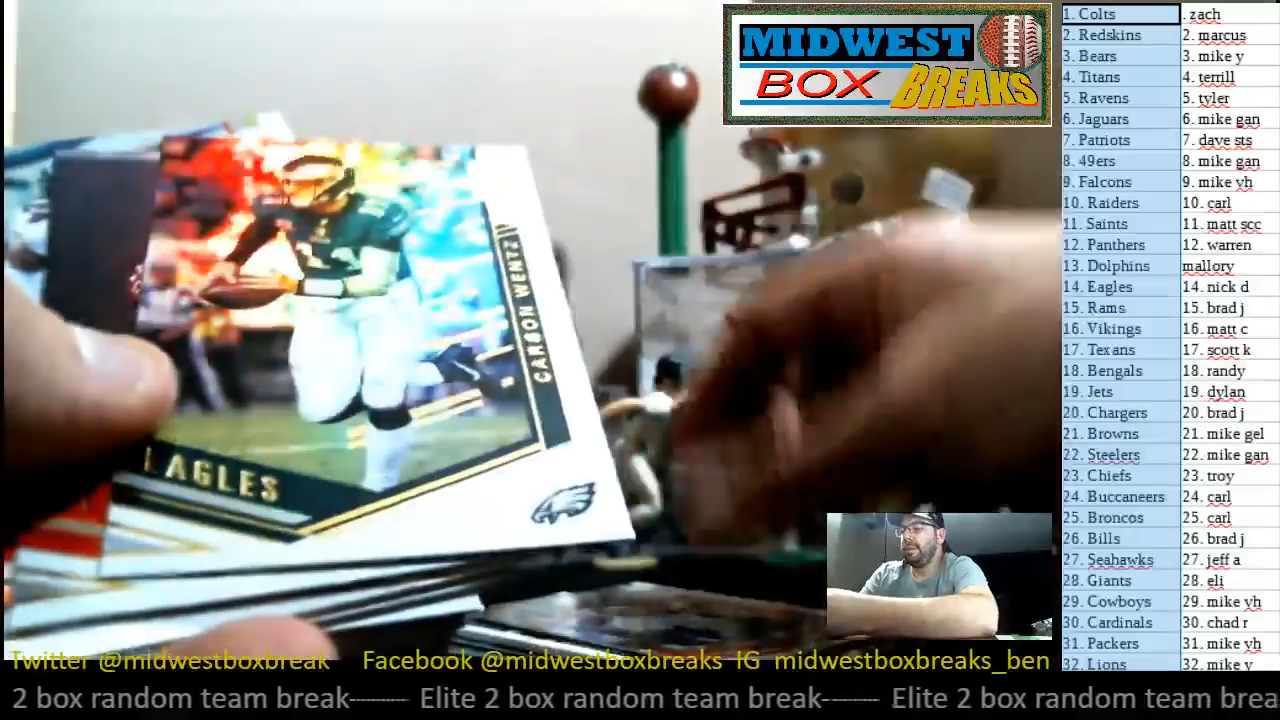 MIDWEST
BOX BREAKS
CARSON WENTZ
EAGLES
1. Colts . zach
2. Redskins 2. marcus
3. Bears 3. mike y
4. Titans 4. terrill
5. Ravens 5. tyler
6. Jaguars 6. mike gan
7. Patriots 7. dave sts
8. 49ers 8. mike gan
9. Falcons 9. mike vh
10. Raiders 10. carl
11. Saints 11. matt scc
12. Panthers 12. warren
13. Dolphins mallory
14. Eagles 14. nick d
15. Rams 15. brad j
16. Vikings 16. matt c
17. Texans 17. scott k
18. Bengals 18. randy
19. Jets 19. dylan
20. Chargers 20. brad j
21. Browns 21. mike gel
22. Steelers 22. mike gan
23. Chiefs 23. troy
24. Buccaneers 24. carl
25. Broncos 25. carl
26. Bills 26. brad j
27. Seahawks 27. jeff a
28. Giants 28. eli
29. Cowboys 29. mike vh
30. Cardinals 30. chad r
31. Packers 31. mike vh
32. Lions 32. mike y
Twitter @midwestboxbreak Facebook @midwestboxbreaks IG midwestboxbreaks_ben
2 box random team break---------- Elite 2 box random team break---------- Elite 2 box random team brea